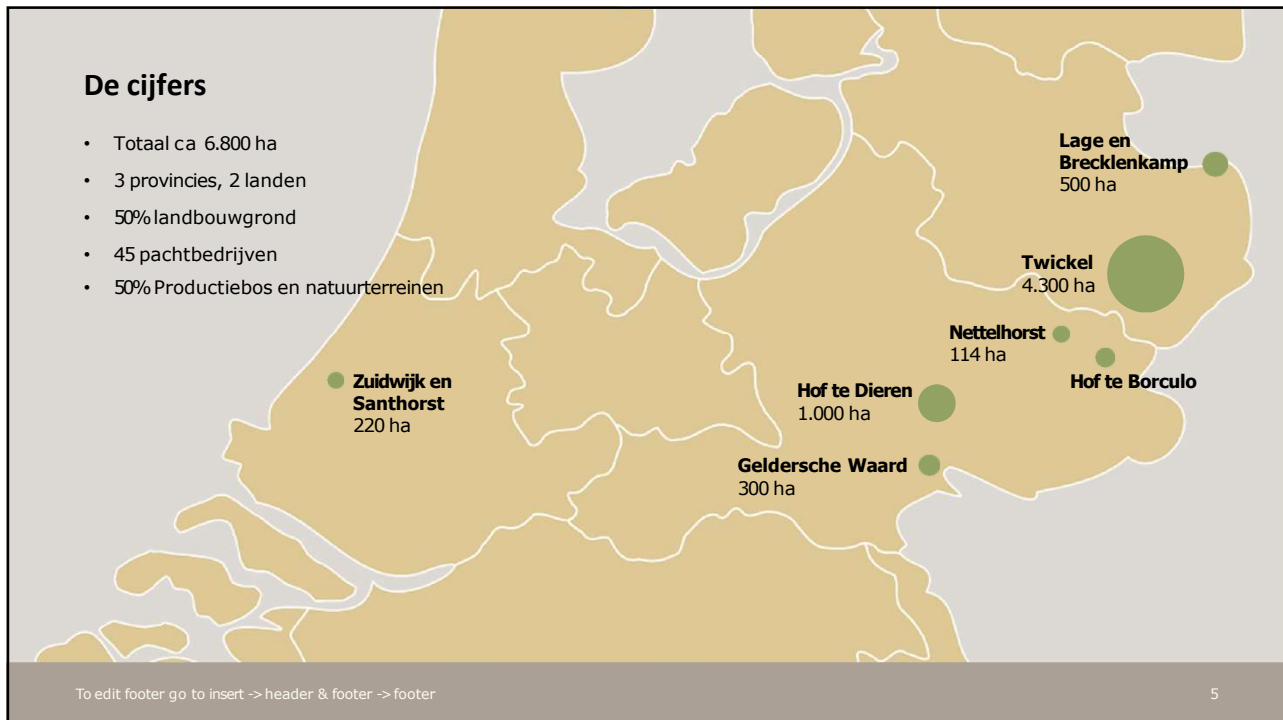 De cijfers
• Totaal ca 6.800 ha
• 3 provincies, 2 landen
• 50% landbouwgrond
• 45 pachtbedrijven
• 50% Productiebos en natuurterreinen
Lage en
Brecklenkamp
500 ha
Twickel
4.300 ha
Nettelhorst
114 ha
Hof te Borculo
Zuidwijk en
Santhorst
220 ha
Hof te Dieren
1.000 ha
Geldersche Waard
300 ha
To edit footer go to insert -> header & footer -> footer
5